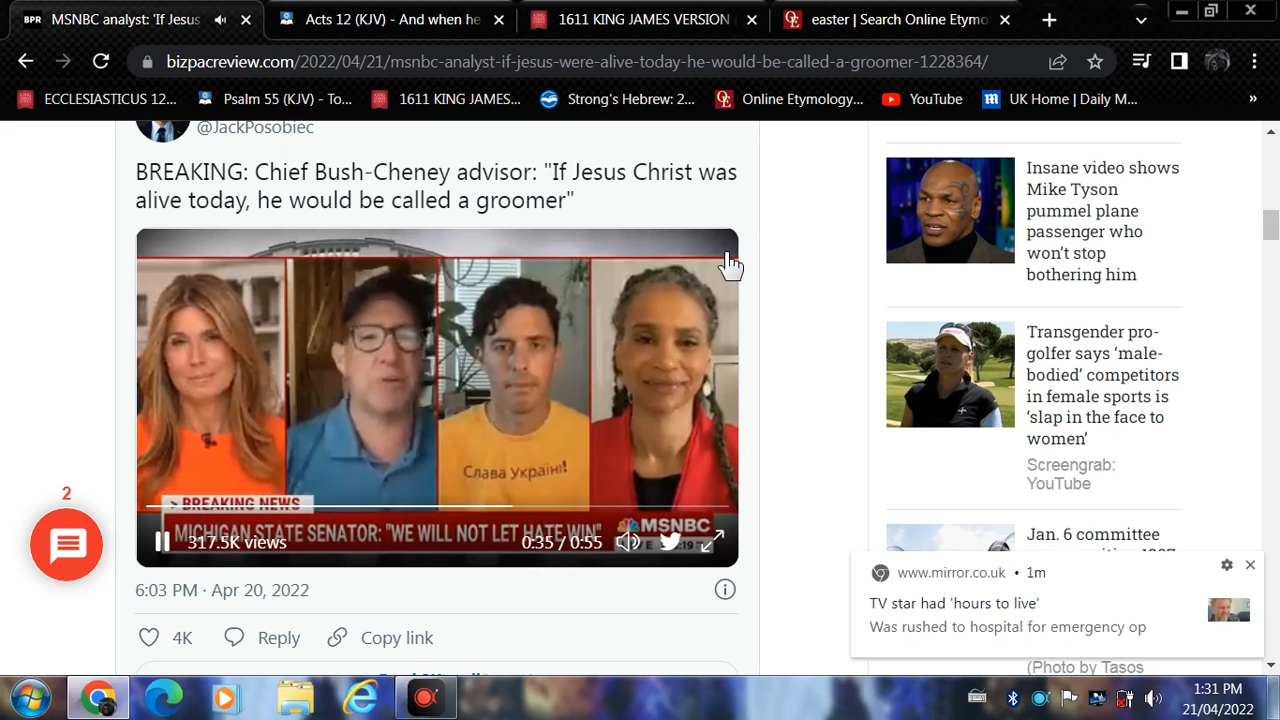 BPR MSNBC analyst: 'If Jesus
Acts 12 (KJV) - And when he
1611 KING JAMES VERSION (
OE easter | Search Online Etymo
bizpacreview.com/2022/04/21/msnbc-analyst-if-jesus-were-alive-today-he-would-be-called-a-groomer-1228364/
ECCLESIASTICUS 12...
Psalm 55 (KJV) - To...
1611 KING JAMES...
Strong's Hebrew: 2...
OE Online Etymology...
YouTube
UK Home | Daily M...
»
@JackPosobiec
BREAKING: Chief Bush-Cheney advisor: "If Jesus Christ was
alive today, he would be called a groomer"
Слава Україні!
> BREAKING NEWS
MICHIGAN STATE SENATOR: "WE WILL NOT LET HATE WIN"
MSNBC
317.5K views
0:35 / 0:55
6:03 PM · Apr 20, 2022
4K
Reply
Copy link
2
Insane video shows
Mike Tyson
pummel plane
passenger who
won't stop
bothering him
Transgender pro-
golfer says 'male-
bodied' competitors
in female sports is
'slap in the face to
women'
Screengrab:
YouTube
Jan. 6 committee
www.mirror.co.uk • 1m
TV star had 'hours to live'
Was rushed to hospital for emergency op
(Photo by Tasos
1:31 PM
21/04/2022